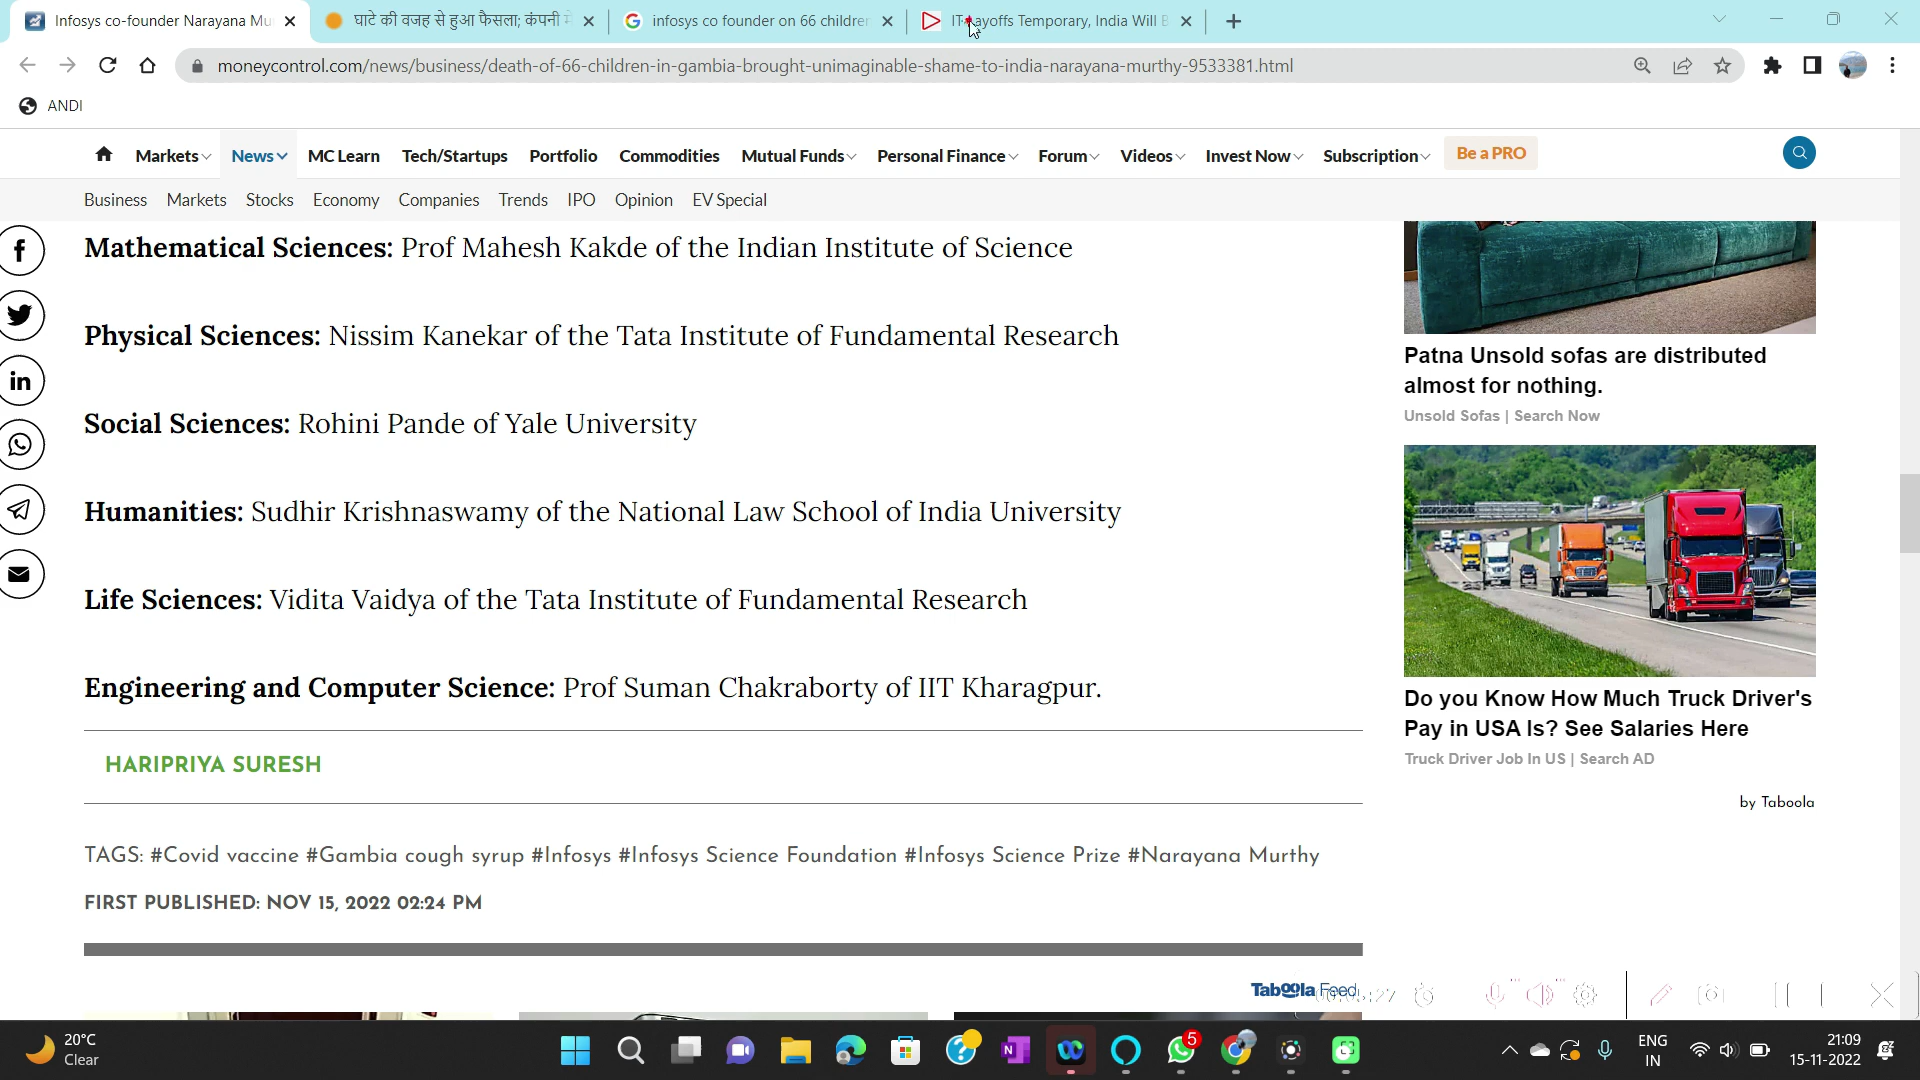 Infosys co-founder Narayana Mu
घाटे की वजह से हुआ फैसला; कंपनी ने
infosys co founder on 66 children
IT Layoffs Temporary, India Will B
moneycontrol.com/news/business/death-of-66-children-in-gambia-brought-unimaginable-shame-to-india-narayana-murthy-9533381.html
ANDI
Markets News MC Learn Tech/Startups Portfolio Commodities Mutual Funds Personal Finance Forum Videos Invest Now Subscription Be a PRO
Business Markets Stocks Economy Companies Trends IPO Opinion EV Special
Mathematical Sciences: Prof Mahesh Kakde of the Indian Institute of Science
Physical Sciences: Nissim Kanekar of the Tata Institute of Fundamental Research
Social Sciences: Rohini Pande of Yale University
Humanities: Sudhir Krishnaswamy of the National Law School of India University
Life Sciences: Vidita Vaidya of the Tata Institute of Fundamental Research
Engineering and Computer Science: Prof Suman Chakraborty of IIT Kharagpur.
HARIPRIYA SURESH
TAGS: #Covid vaccine #Gambia cough syrup #Infosys #Infosys Science Foundation #Infosys Science Prize #Narayana Murthy
FIRST PUBLISHED: NOV 15, 2022 02:24 PM
Patna Unsold sofas are distributed
almost for nothing.
Unsold Sofas | Search Now
Do you Know How Much Truck Driver's
Pay in USA Is? See Salaries Here
Truck Driver Job In US | Search AD
by Taboola
Taboola Feed
20°C
Clear
5
ENG
IN
21:09
15-11-2022